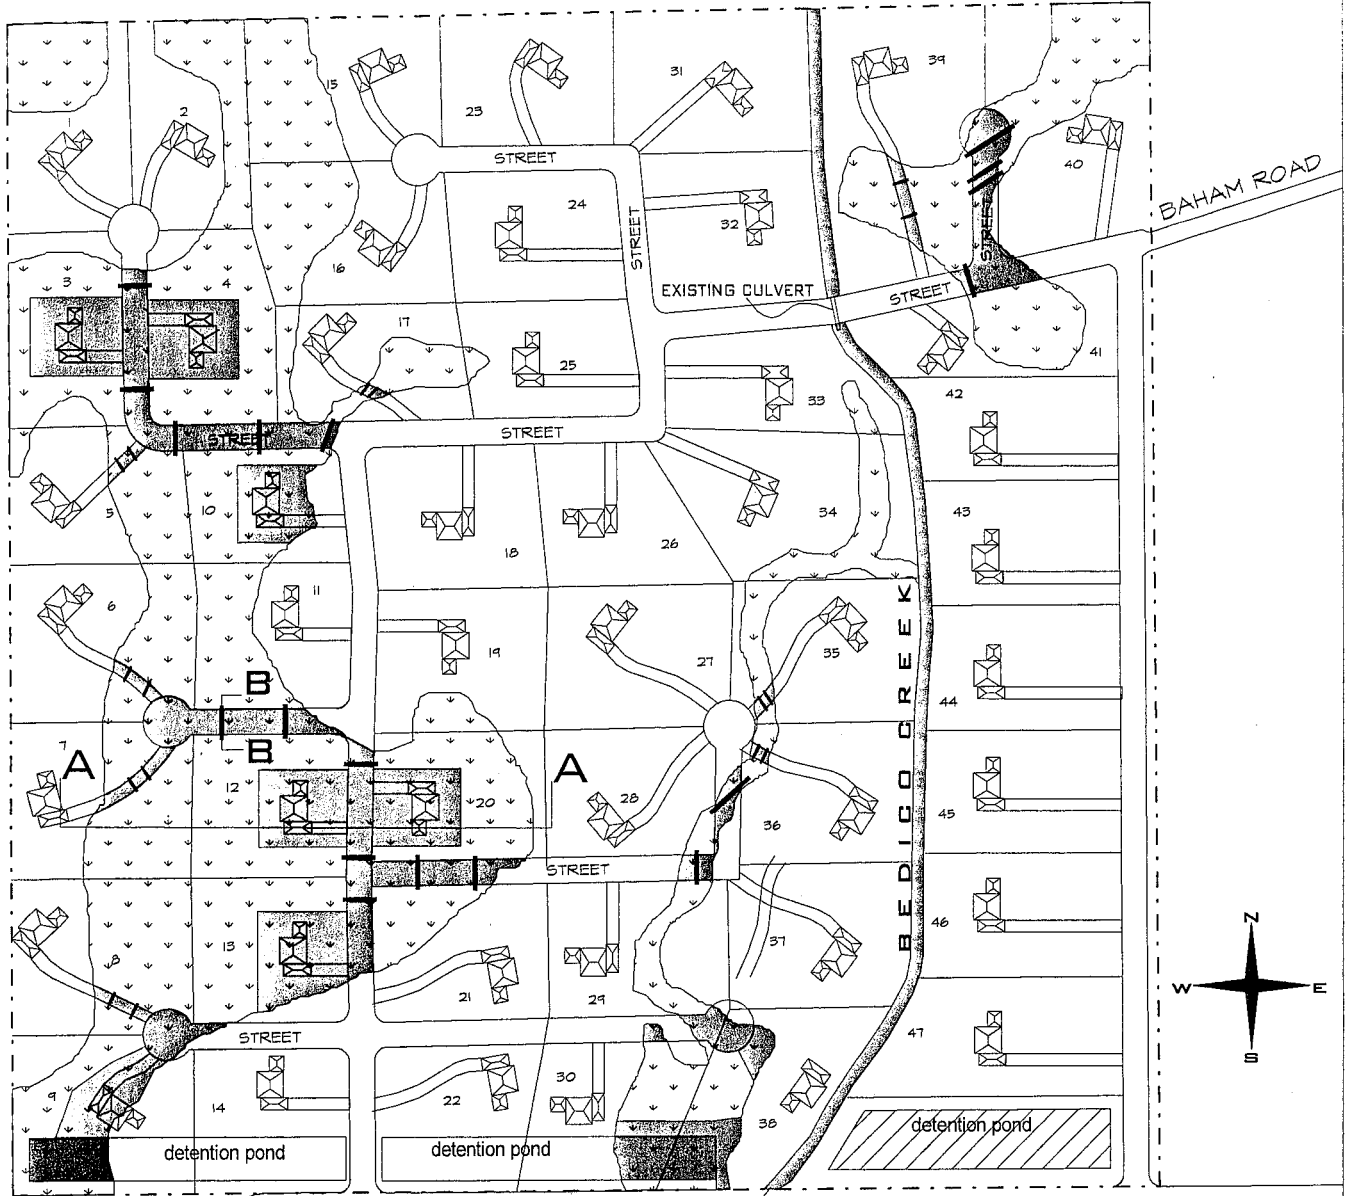 1
2
15
23
31
39
40
STREET
BAHAM ROAD
3
4
16
24
STREET
32
STREET
EXISTING CULVERT
STREET
17
25
33
41
42
STREET
STREET
5
10
18
26
34
43
6
11
19
27
35
BEDICO CREEK
44
B
B
7
A
A
12
20
28
36
45
STREET
8
13
21
29
37
46
STREET
47
9
14
22
30
38
detention pond
detention pond
detention pond
N
W
E
S